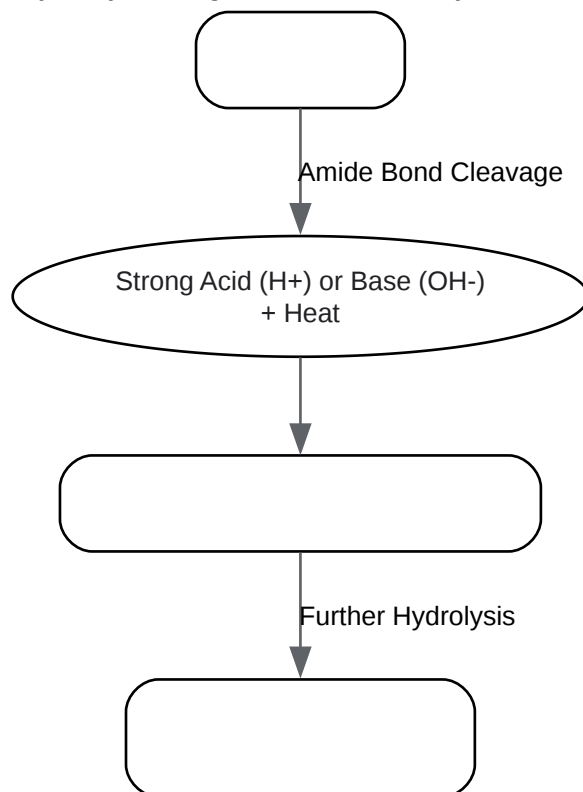 Amide Bond Cleavage
Strong Acid (H+) or Base (OH-)
+ Heat
Further Hydrolysis